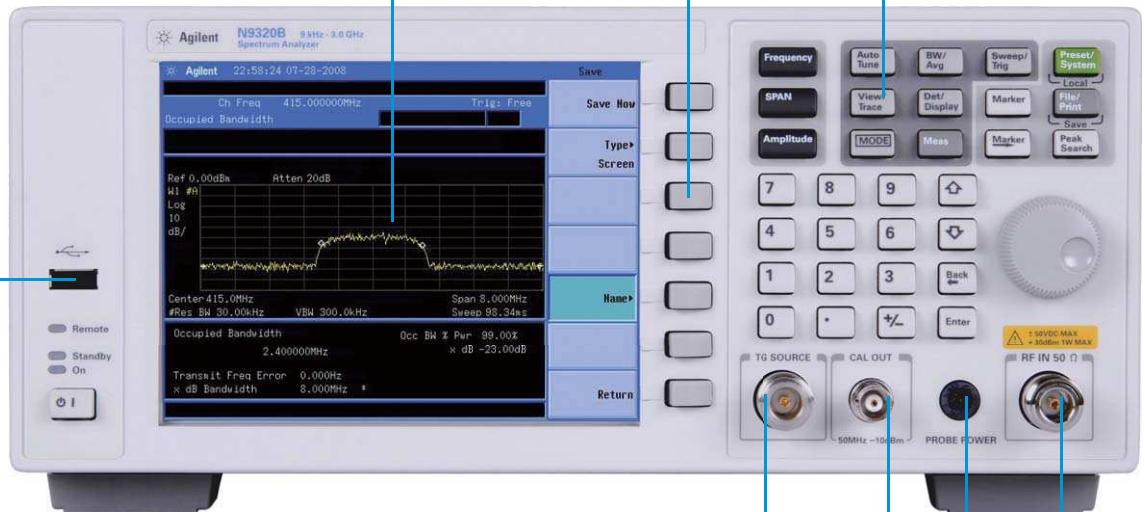 Agilent N9320B 9 kHz - 3.0 GHz
Spectrum Analyzer
Agilent 22:58:24 07-28-2008
Save
Ch Freq 415.000000MHz Trig: Free
Occupied Bandwidth
Save Now
Type
Screen
Ref 0.00dBm Atten 20dB
W1 #A
Log
10
dB/
Center 415.0MHz Span 8.000MHz
#Res BW 30.00kHz VBW 300.0kHz Sweep 98.34ms
Name
Occupied Bandwidth Occ BW % Pwr 99.00%
2.400000MHz x dB -23.00dB
Transmit Freq Error 0.000Hz
x dB Bandwidth 8.000MHz *
Return
Remote
Standby
On
Frequency
Auto Tune
BW/ Avg
Sweep/ Trig
Preset/ System
Local
SPAN
View/ Trace
Det/ Display
Marker
File/ Print
Save
Amplitude
MODE
Meas
Marker
Peak Search
7 8 9
4 5 6
1 2 3 Back
0 . +/- Enter
± 50VDC MAX
+ 30dBm 1W MAX
TG SOURCE CAL OUT RF IN 50 Ω
50MHz -10dBm PROBE POWER